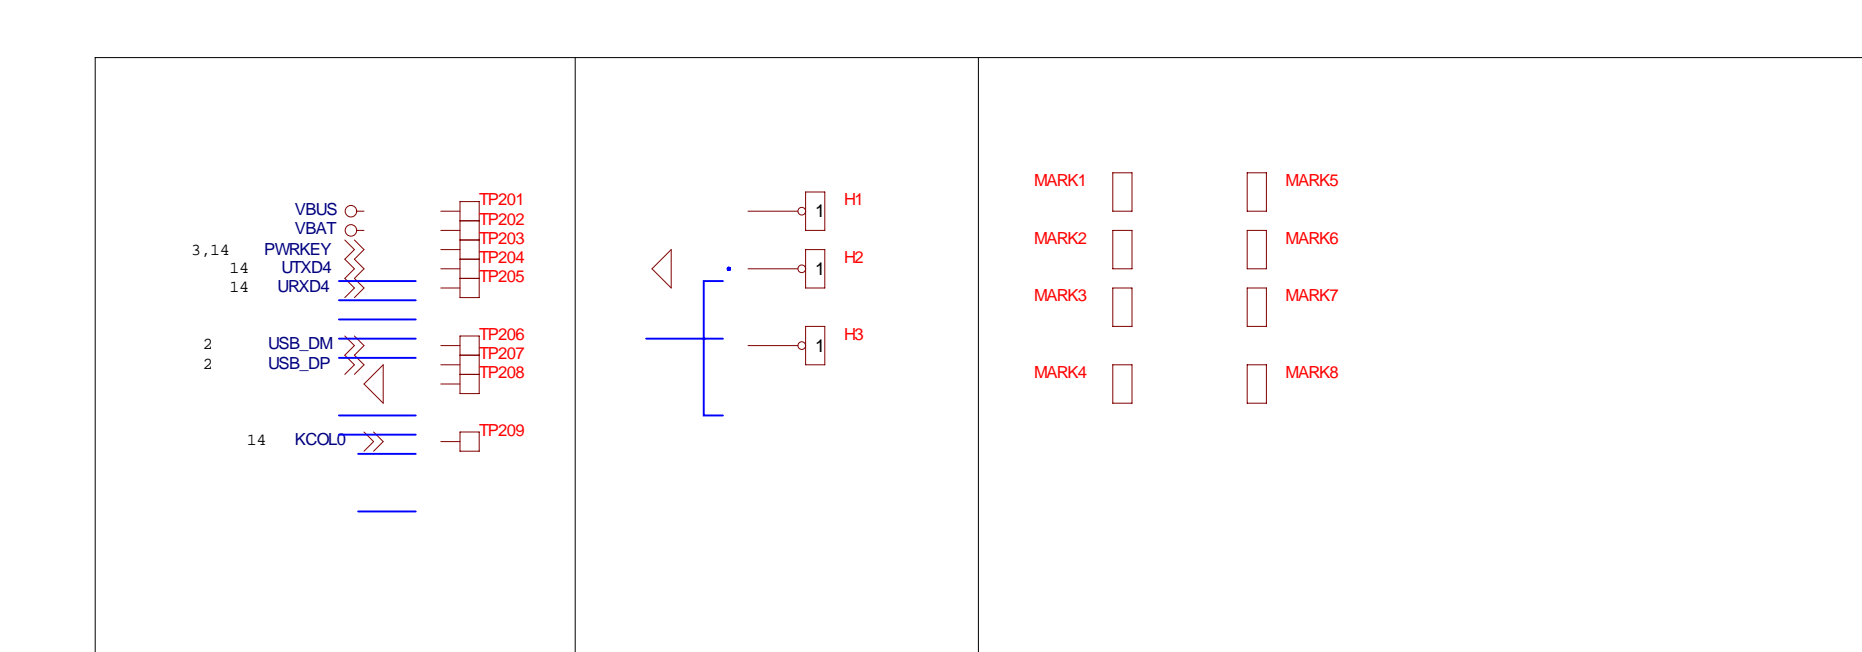 VBUS TP201
VBAT TP202
3,14 PWRKEY TP203
14 UTXD4 TP204
14 URXD4 TP205
2 USB_DM TP206
2 USB_DP TP207
TP208
14 KCOL0 TP209
1 H1
1 H2
1 H3
MARK1 MARK5
MARK2 MARK6
MARK3 MARK7
MARK4 MARK8